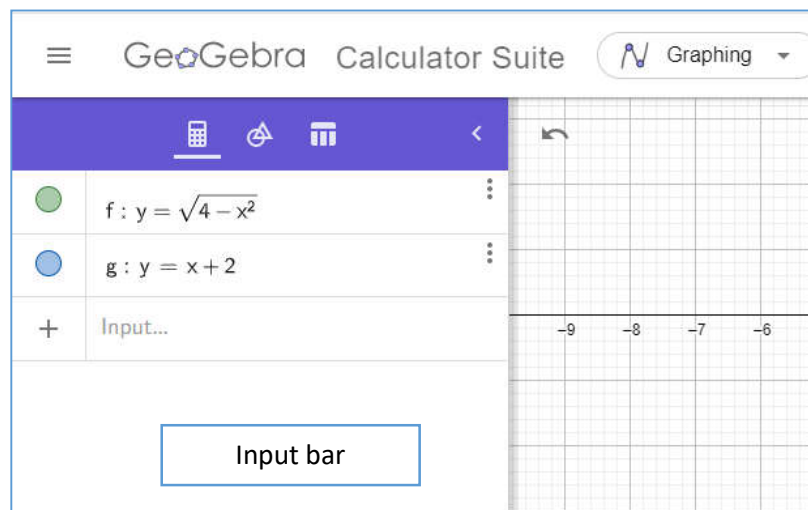 GeoGebra Calculator Suite Graphing
f : y = √(4 − x²)
g : y = x + 2
+ Input...
−9 −8 −7 −6
Input bar